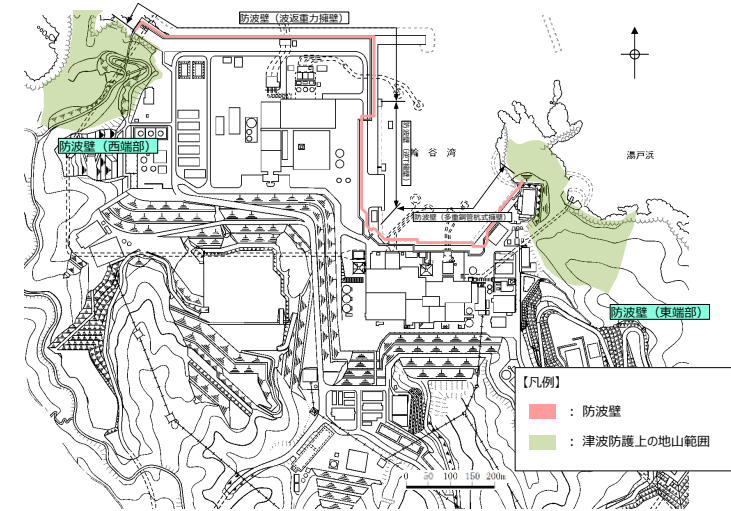 防波壁（波返重力擁壁）
防波壁（西端部）
輪谷湾
湯戸浜
防波壁（多重鋼管杭式擁壁）
防波壁（東端部）
【凡例】
： 防波壁
： 津波防護上の地山範囲
0 50 100 150 200m